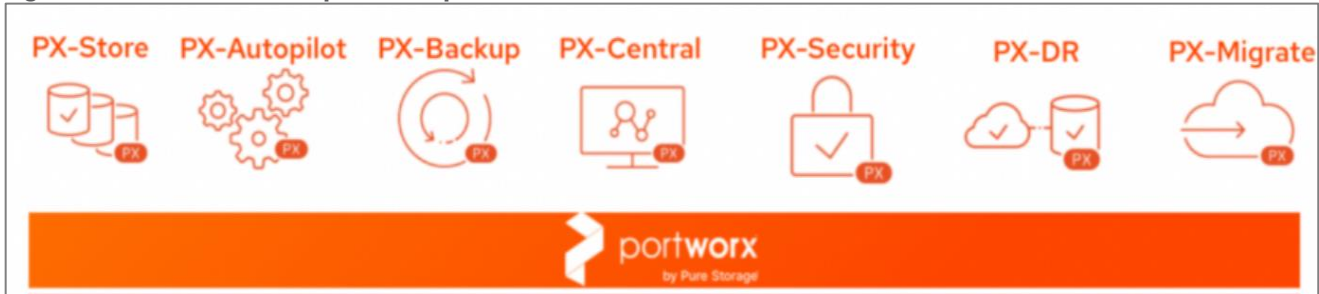 PX-Store PX-Autopilot PX-Backup PX-Central PX-Security PX-DR PX-Migrate
PX PX PX PX PX PX PX
portworx
by Pure Storage